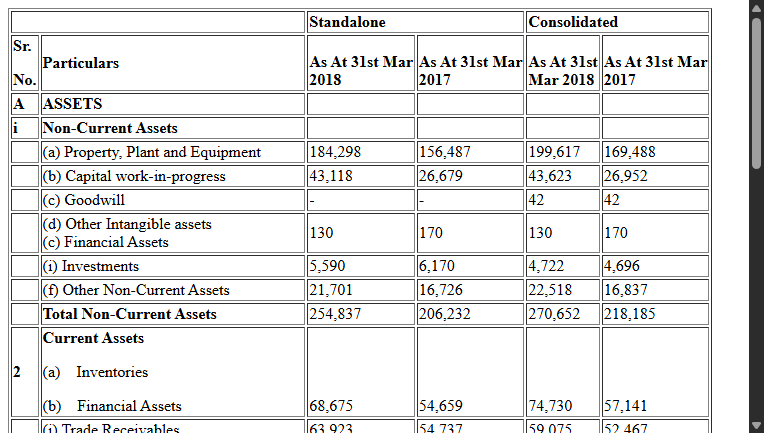 Standalone Consolidated
Sr. No. Particulars As At 31st Mar 2018 As At 31st Mar 2017 As At 31st Mar 2018 As At 31st Mar 2017
A ASSETS
i Non-Current Assets
(a) Property, Plant and Equipment 184,298 156,487 199,617 169,488
(b) Capital work-in-progress 43,118 26,679 43,623 26,952
(c) Goodwill - - 42 42
(d) Other Intangible assets
(c) Financial Assets 130 170 130 170
(i) Investments 5,590 6,170 4,722 4,696
(f) Other Non-Current Assets 21,701 16,726 22,518 16,837
Total Non-Current Assets 254,837 206,232 270,652 218,185
Current Assets
2 (a) Inventories
(b) Financial Assets 68,675 54,659 74,730 57,141
(i) Trade Receivables 63,923 54,737 59,075 52,467